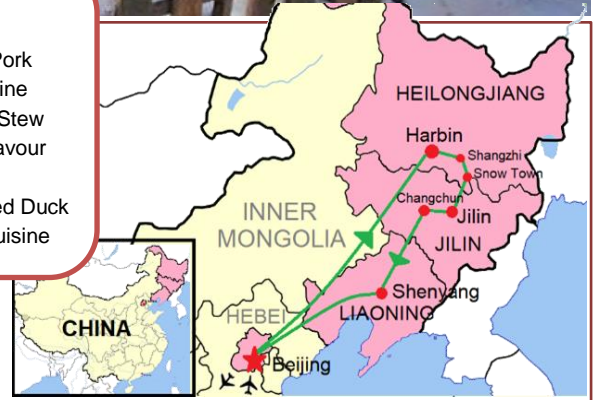 Pork
ine
Stew
avour
ed Duck
uisine
HEILONGJIANG
Harbin
Shangzhi
Snow Town
Changchun
Jilin
INNER
MONGOLIA
JILIN
Shenyang
LIAONING
HEBEI
Beijing
CHINA